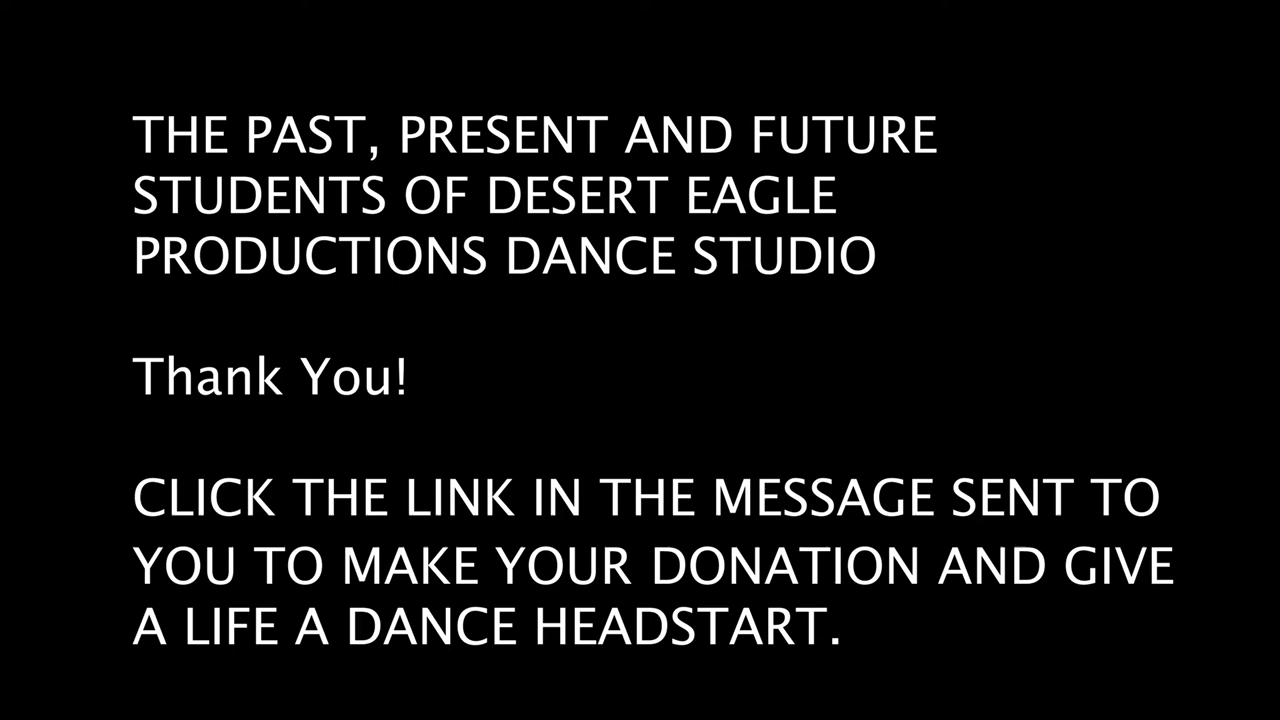 THE PAST, PRESENT AND FUTURE
STUDENTS OF DESERT EAGLE
PRODUCTIONS DANCE STUDIO
Thank You!
CLICK THE LINK IN THE MESSAGE SENT TO
YOU TO MAKE YOUR DONATION AND GIVE
A LIFE A DANCE HEADSTART.